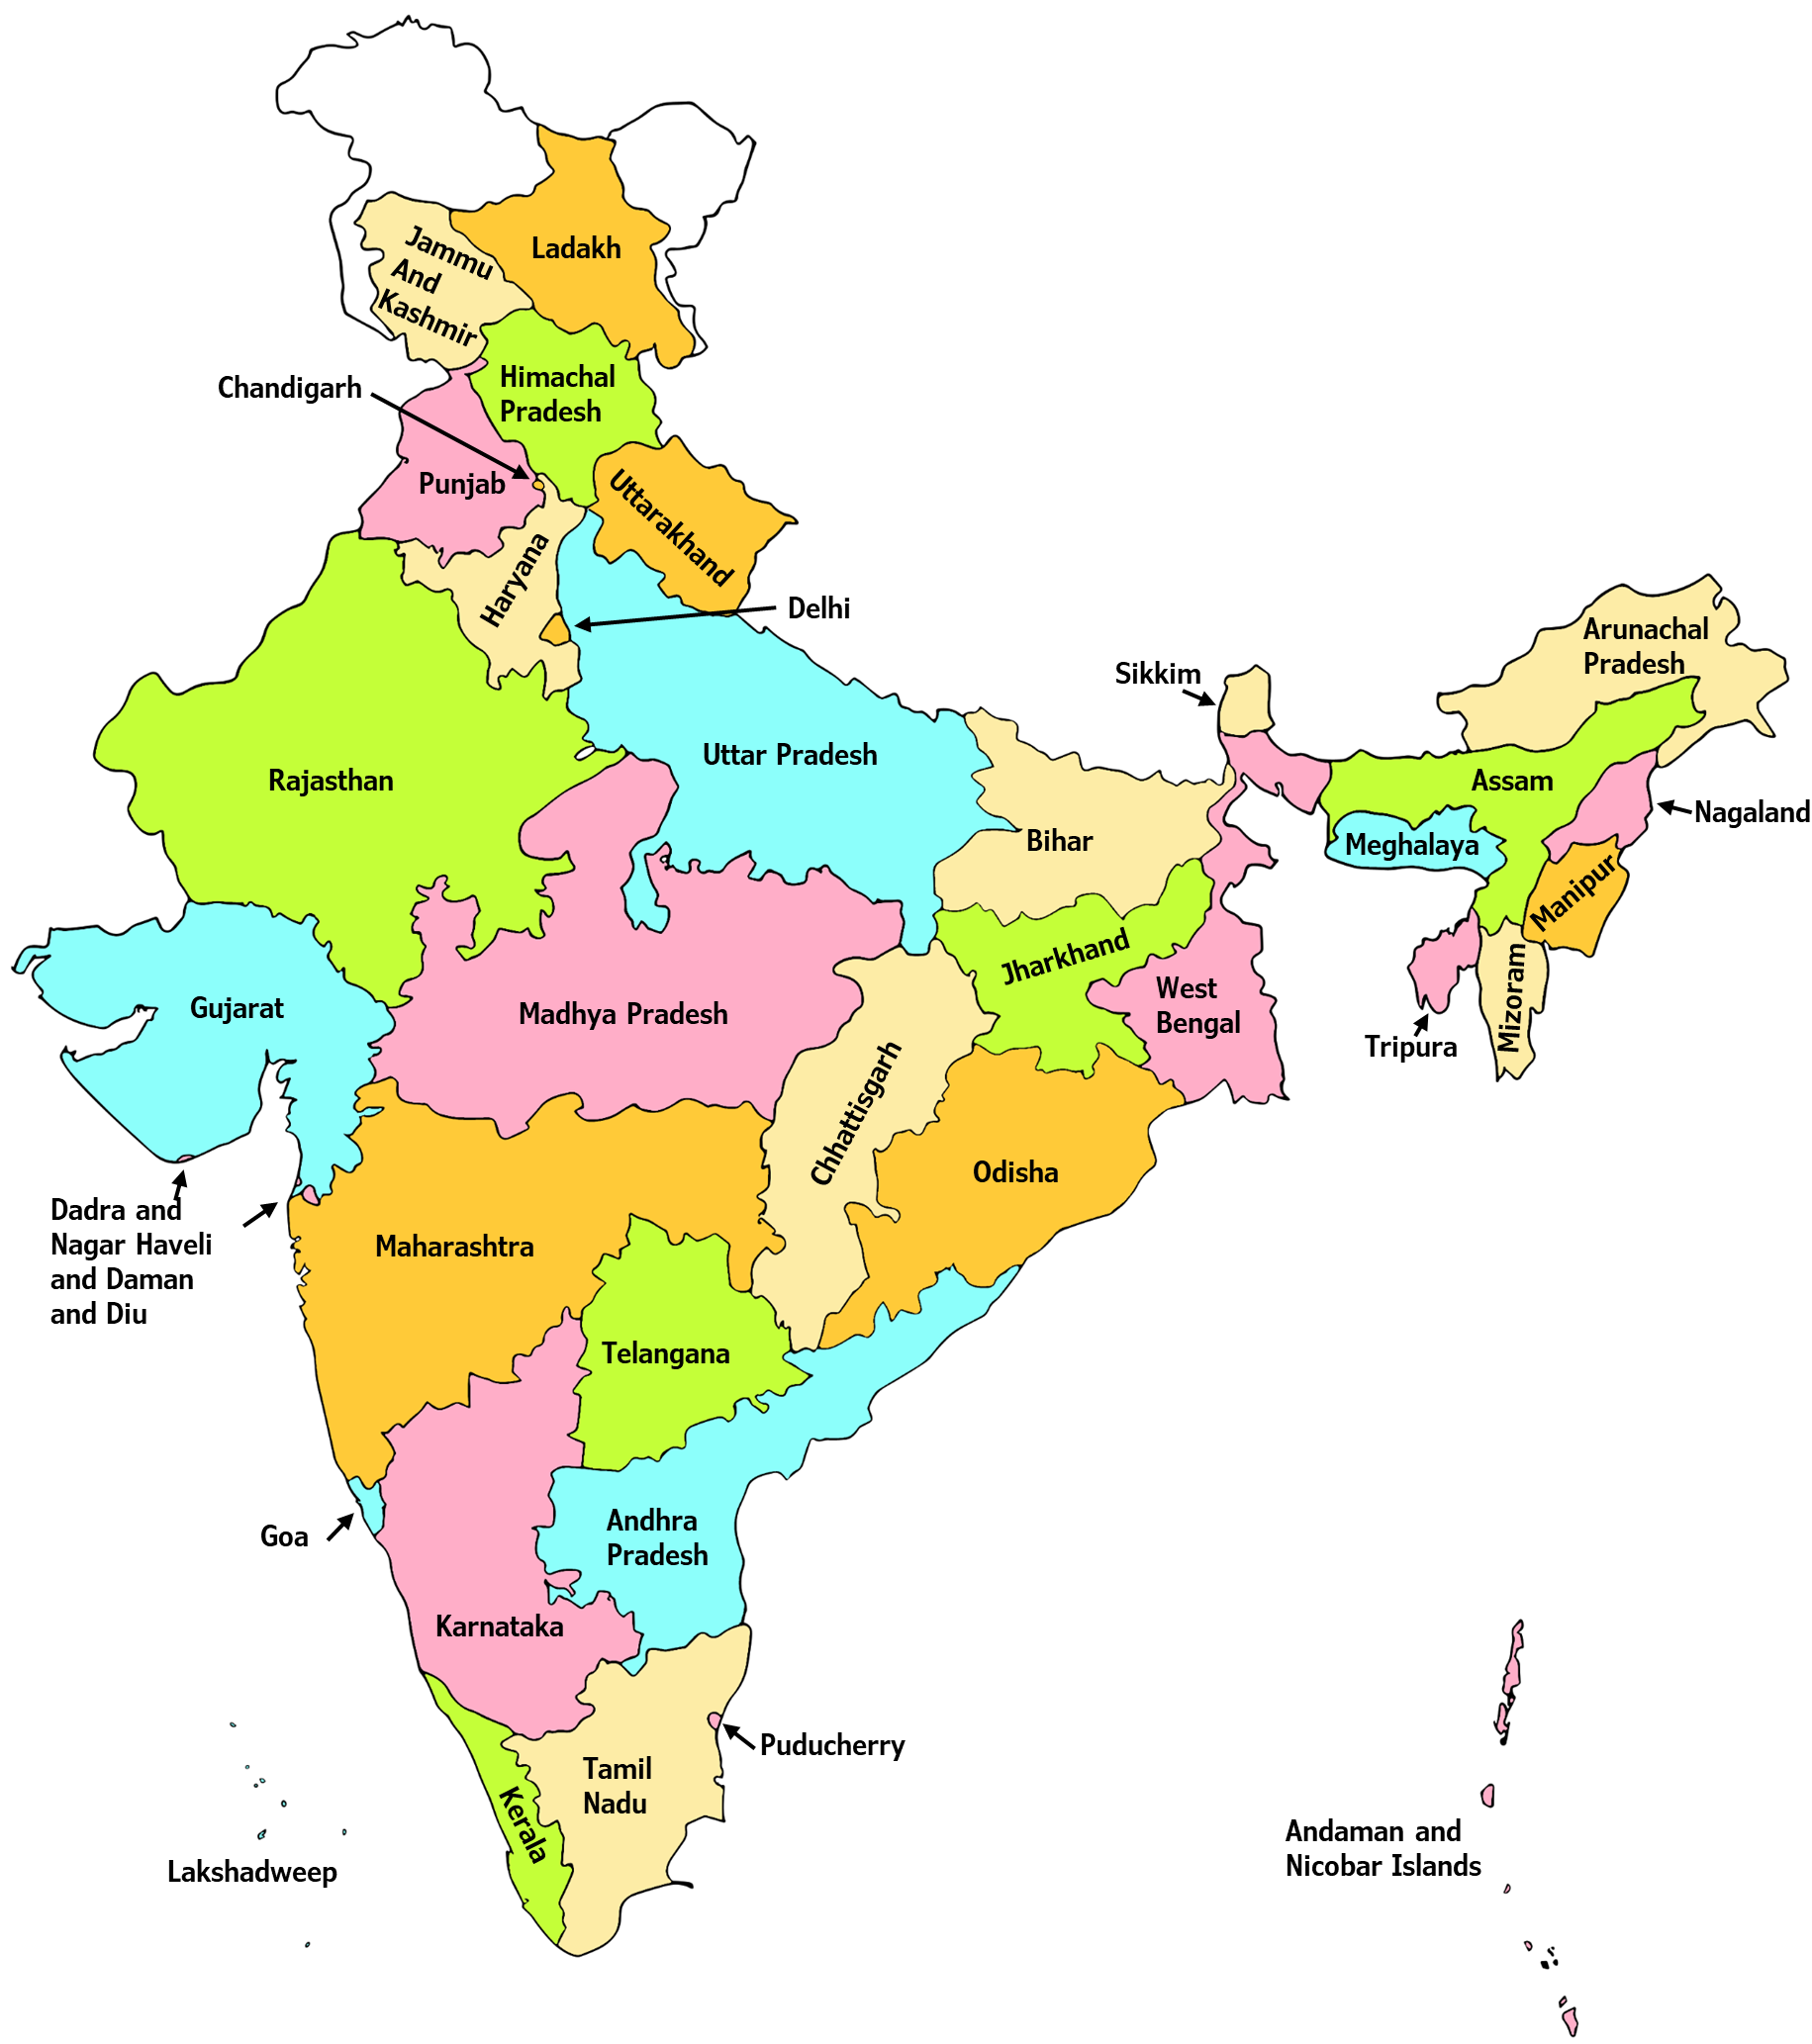 Jammu
And
Kashmir
Ladakh
Himachal
Pradesh
Chandigarh
Punjab
Uttarakhand
Haryana
Delhi
Arunachal
Pradesh
Sikkim
Uttar Pradesh
Rajasthan
Assam
Nagaland
Bihar
Meghalaya
Manipur
Jharkhand
West
Bengal
Mizoram
Tripura
Gujarat
Madhya Pradesh
Chhattisgarh
Odisha
Dadra and
Nagar Haveli
and Daman
and Diu
Maharashtra
Telangana
Goa
Andhra
Pradesh
Karnataka
Puducherry
Tamil
Nadu
Kerala
Lakshadweep
Andaman and
Nicobar Islands